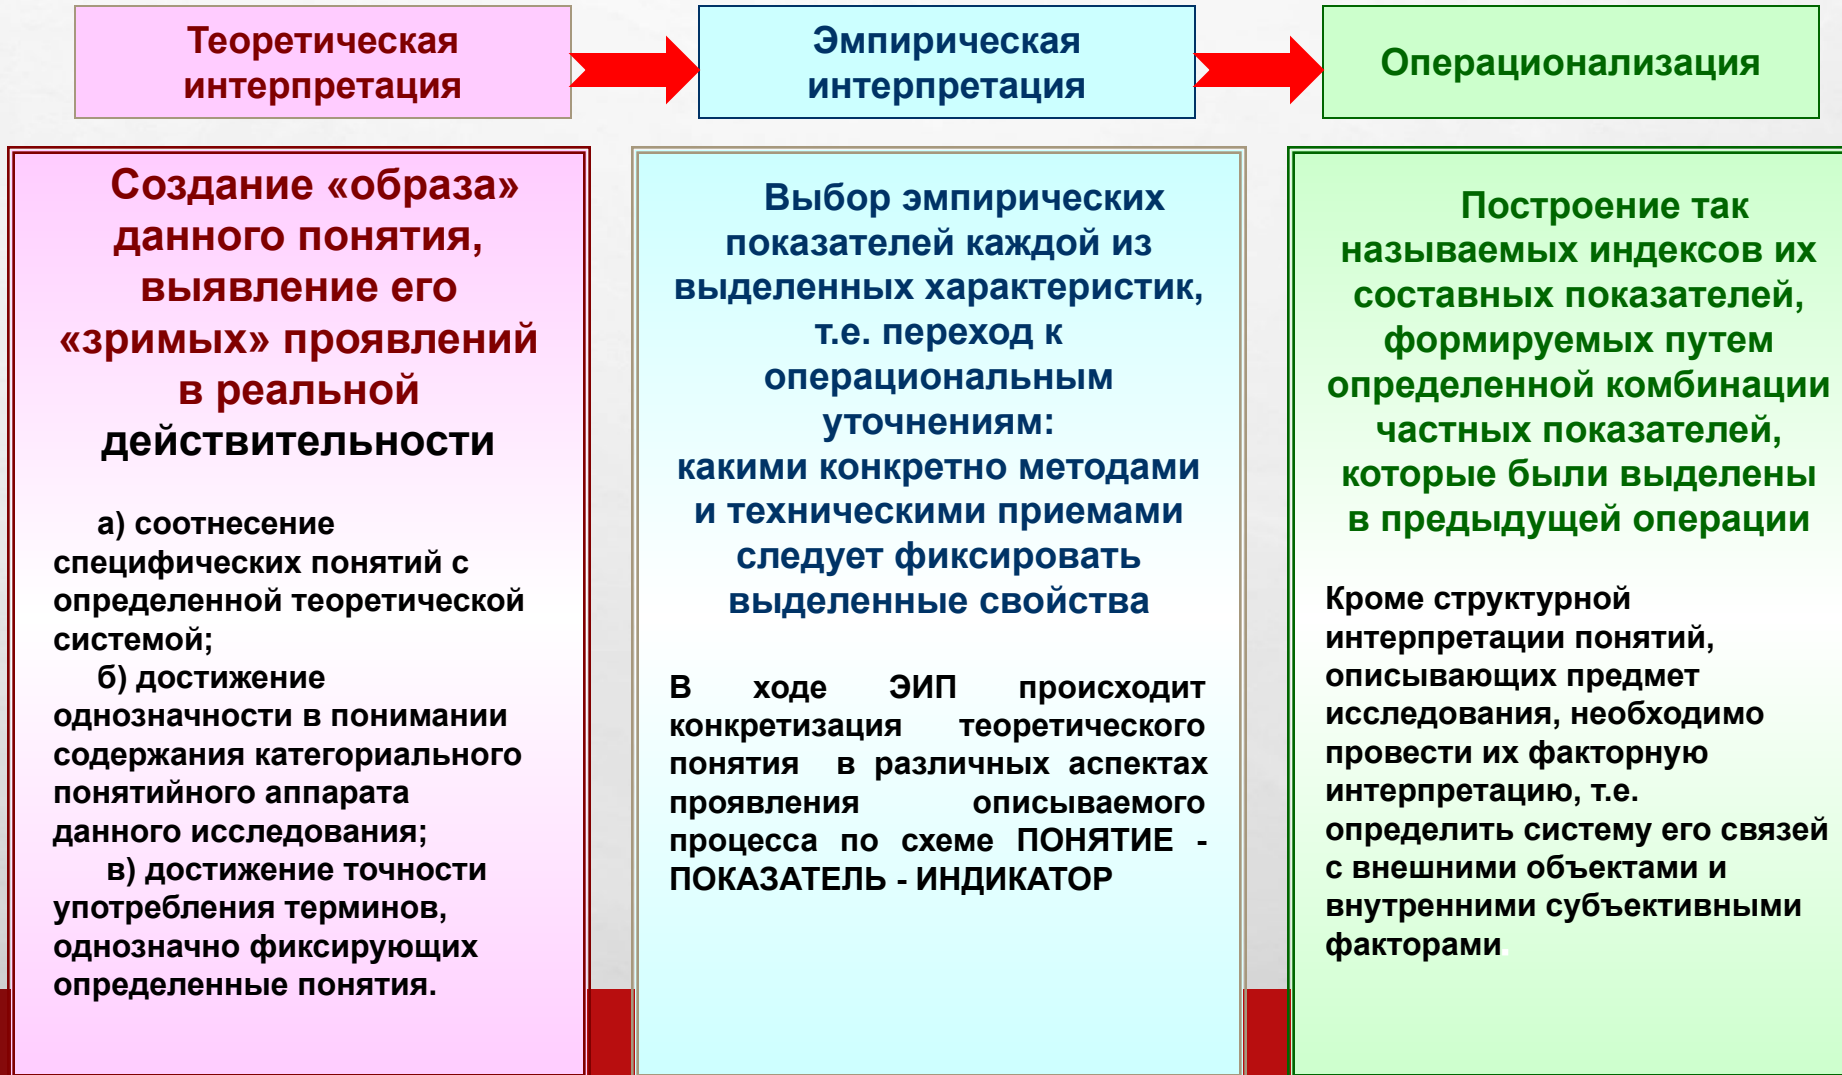 Теоретическая
интерпретация
Эмпирическая
интерпретация
Операционализация
Создание «образа»
данного понятия,
выявление его
«зримых» проявлений
в реальной
действительности
а) соотнесение
специфических понятий с
определенной теоретической
системой;
б) достижение
однозначности в понимании
содержания категориального
понятийного аппарата
данного исследования;
в) достижение точности
употребления терминов,
однозначно фиксирующих
определенные понятия.
Выбор эмпирических
показателей каждой из
выделенных характеристик,
т.е. переход к
операциональным
уточнениям:
какими конкретно методами
и техническими приемами
следует фиксировать
выделенные свойства
В ходе ЭИП происходит
конкретизация теоретического
понятия в различных аспектах
проявления описываемого
процесса по схеме ПОНЯТИЕ -
ПОКАЗАТЕЛЬ - ИНДИКАТОР
Построение так
называемых индексов их
составных показателей,
формируемых путем
определенной комбинации
частных показателей,
которые были выделены
в предыдущей операции
Кроме структурной
интерпретации понятий,
описывающих предмет
исследования, необходимо
провести их факторную
интерпретацию, т.е.
определить систему его связей
с внешними объектами и
внутренними субъективными
факторами